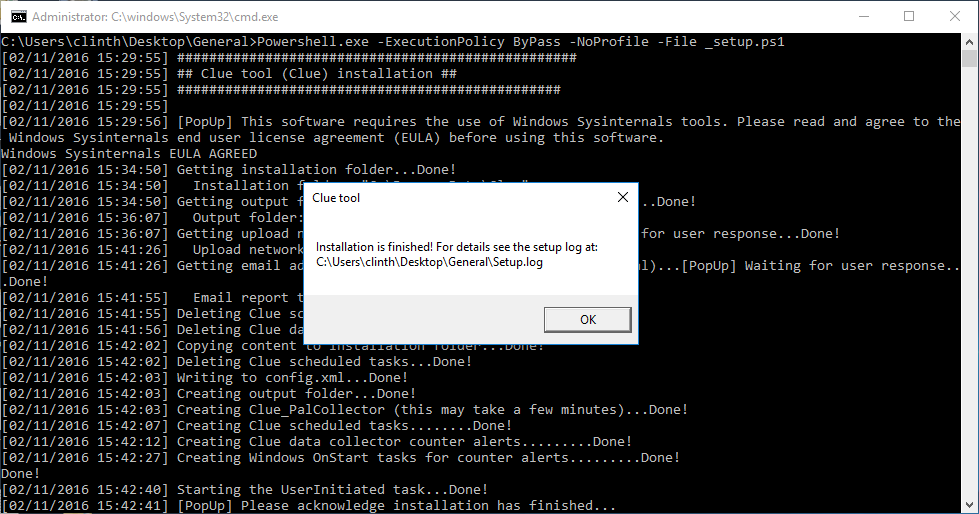 Administrator: C:\windows\System32\cmd.exe
C:\Users\clinth\Desktop\General>Powershell.exe -ExecutionPolicy ByPass -NoProfile -File _setup.ps1
[02/11/2016 15:29:55] ##################################################
[02/11/2016 15:29:55] ## Clue tool (Clue) installation ##
[02/11/2016 15:29:55] ################################################
[02/11/2016 15:29:55]
[02/11/2016 15:29:56] [PopUp] This software requires the use of Windows Sysinternals tools. Please read and agree to the
Windows Sysinternals end user license agreement (EULA) before using this software.
Windows Sysinternals EULA AGREED
[02/11/2016 15:34:50] Getting installation folder...Done!
[02/11/2016 15:34:50] Installation
[02/11/2016 15:34:50] Getting output ..Done!
[02/11/2016 15:36:07] Output folder:
[02/11/2016 15:36:07] Getting upload for user response...Done!
[02/11/2016 15:41:26] Upload network
[02/11/2016 15:41:26] Getting email )...[PopUp] Waiting for user response..
.Done!
[02/11/2016 15:41:55] Email report
[02/11/2016 15:41:55] Deleting Clue
[02/11/2016 15:41:56] Deleting Clue
[02/11/2016 15:42:02] Copying content to installation folder...Done!
[02/11/2016 15:42:02] Deleting Clue scheduled tasks...Done!
[02/11/2016 15:42:03] Writing to config.xml...Done!
[02/11/2016 15:42:03] Creating output folder...Done!
[02/11/2016 15:42:03] Creating Clue_PalCollector (this may take a few minutes)...Done!
[02/11/2016 15:42:07] Creating Clue scheduled tasks........Done!
[02/11/2016 15:42:12] Creating Clue data collector counter alerts.........Done!
[02/11/2016 15:42:27] Creating Windows OnStart tasks for counter alerts.........Done!
Done!
[02/11/2016 15:42:40] Starting the UserInitiated task...Done!
[02/11/2016 15:42:41] [PopUp] Please acknowledge installation has finished...
Clue tool
Installation is finished! For details see the setup log at:
C:\Users\clinth\Desktop\General\Setup.log
OK